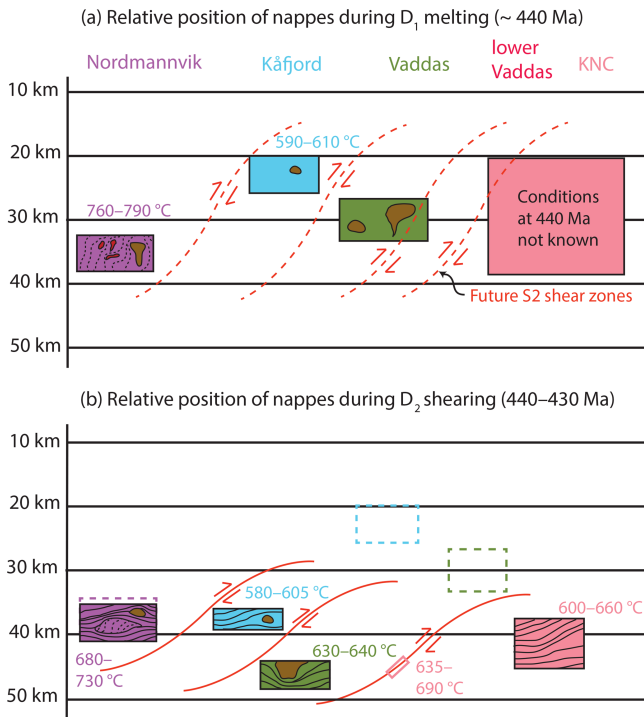 (a) Relative position of nappes during D₁ melting (~ 440 Ma)
Nordmannvik
Kåfjord
Vaddas
lower
Vaddas
KNC
10 km
590–610 °C
20 km
760–790 °C
30 km
Conditions
at 440 Ma
not known
40 km
Future S2 shear zones
50 km
(b) Relative position of nappes during D₂ shearing (440–430 Ma)
10 km
20 km
30 km
580–605 °C
600–660 °C
40 km
680–
730 °C
630–640 °C
635–
690 °C
50 km